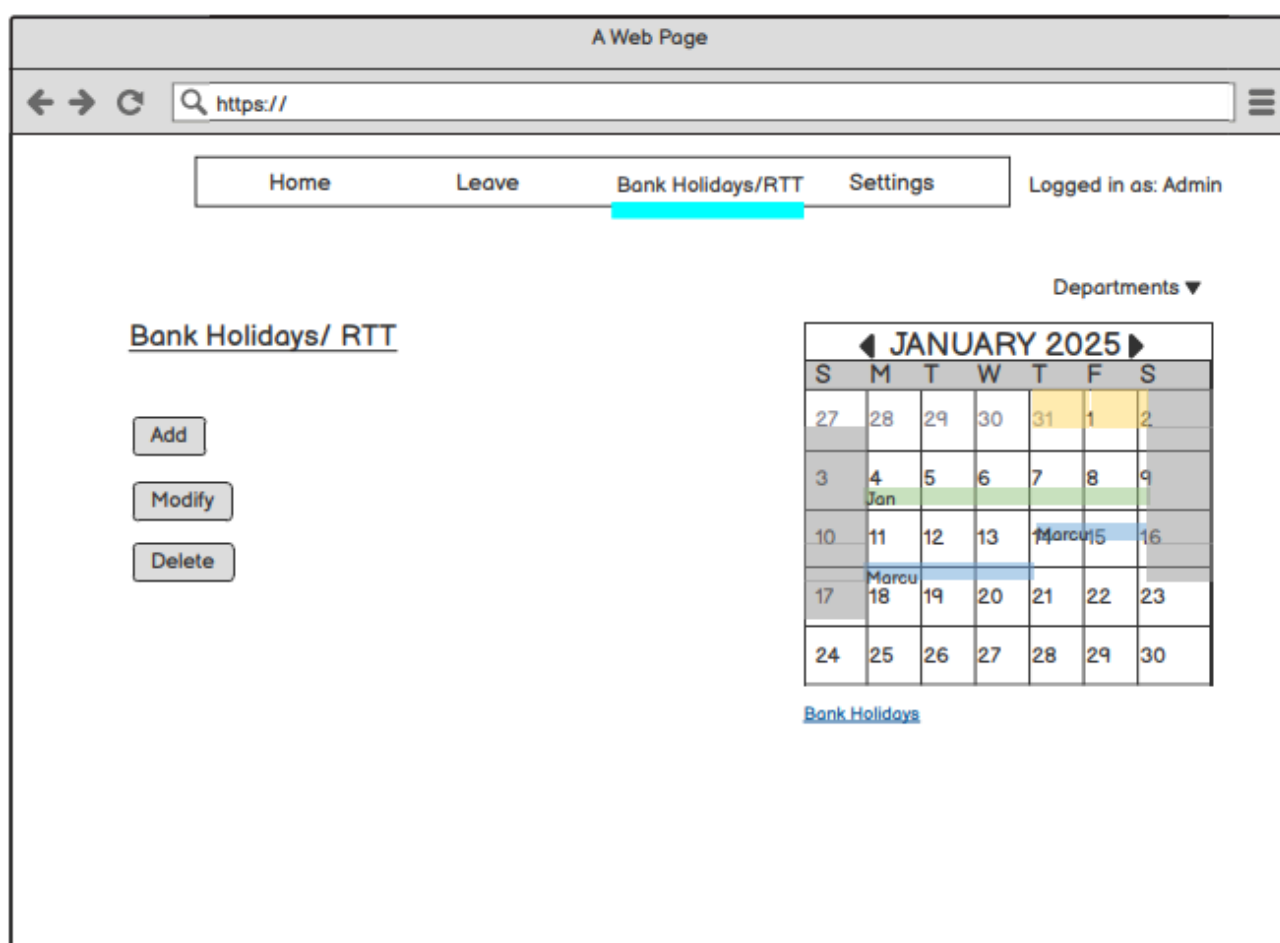 A Web Page
https://
Home Leave Bank Holidays/RTT Settings Logged in as: Admin
Departments
Bank Holidays/ RTT
Add
Modify
Delete
JANUARY 2025
S M T W T F S
27 28 29 30 31 1 2
3 4 5 6 7 8 9
Jan
10 11 12 13 14 15 16
Marcu
Marcu
17 18 19 20 21 22 23
24 25 26 27 28 29 30
Bank Holidays